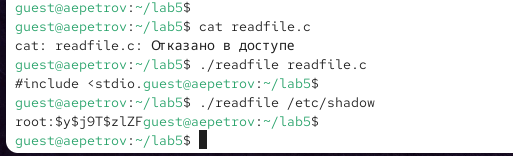 guest@aepetrov:~/lab5$
guest@aepetrov:~/lab5$ cat readfile.c
cat: readfile.c: Отказано в доступе
guest@aepetrov:~/lab5$ ./readfile readfile.c
#include <stdio.guest@aepetrov:~/lab5$
guest@aepetrov:~/lab5$ ./readfile /etc/shadow
root:$y$j9T$zlZFguest@aepetrov:~/lab5$
guest@aepetrov:~/lab5$